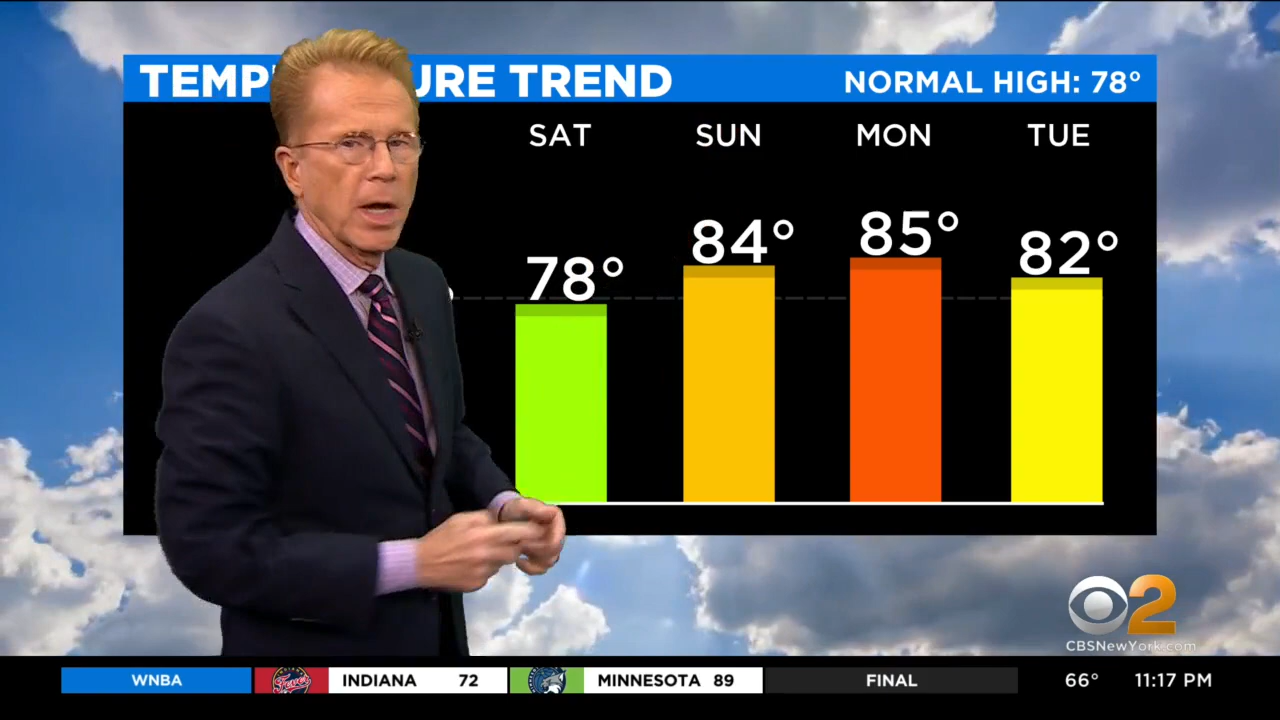 TEMP URE TREND
NORMAL HIGH: 78°
SAT SUN MON TUE
78° 84° 85° 82°
2
CBSNewYork.com
WNBA Fever INDIANA 72 MINNESOTA 89 FINAL 66° 11:17 PM